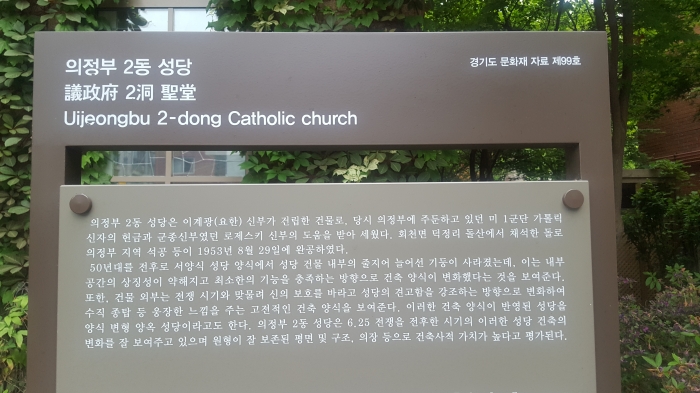 의정부 2동 성당
경기도 문화재 자료 제99호
議政府 2洞 聖堂
Uijeongbu 2-dong Catholic church
의정부 2동 성당은 이계광(요한) 신부가 건립한 건물로, 당시 의정부에 주둔하고 있던 미 1군단 가톨릭
신자의 헌금과 군종신부였던 로제스키 신부의 도움을 받아 세웠다. 회천면 덕정리 돌산에서 채석한 돌로
의정부 지역 석공 등이 1953년 8월 29일에 완공하였다.
50년대를 전후로 서양식 성당 양식에서 성당 건물 내부의 줄지어 늘어선 기둥이 사라졌는데, 이는 내부
공간의 상징성이 약해지고 최소한의 기능을 충족하는 방향으로 건축 양식이 변화했다는 것을 보여준다.
또한, 건물 외부는 전쟁 시기와 맞물려 신의 보호를 바라고 성당의 견고함을 강조하는 방향으로 변화하여
수직 종탑 등 웅장한 느낌을 주는 고전적인 건축 양식을 보여준다. 이러한 건축 양식이 반영된 성당을
양식 변형 양옥 성당이라고도 한다. 의정부 2동 성당은 6.25 전쟁을 전후한 시기의 이러한 성당 건축의
변화를 잘 보여주고 있으며 원형이 잘 보존된 평면 및 구조, 의장 등으로 건축사적 가치가 높다고 평가된다.